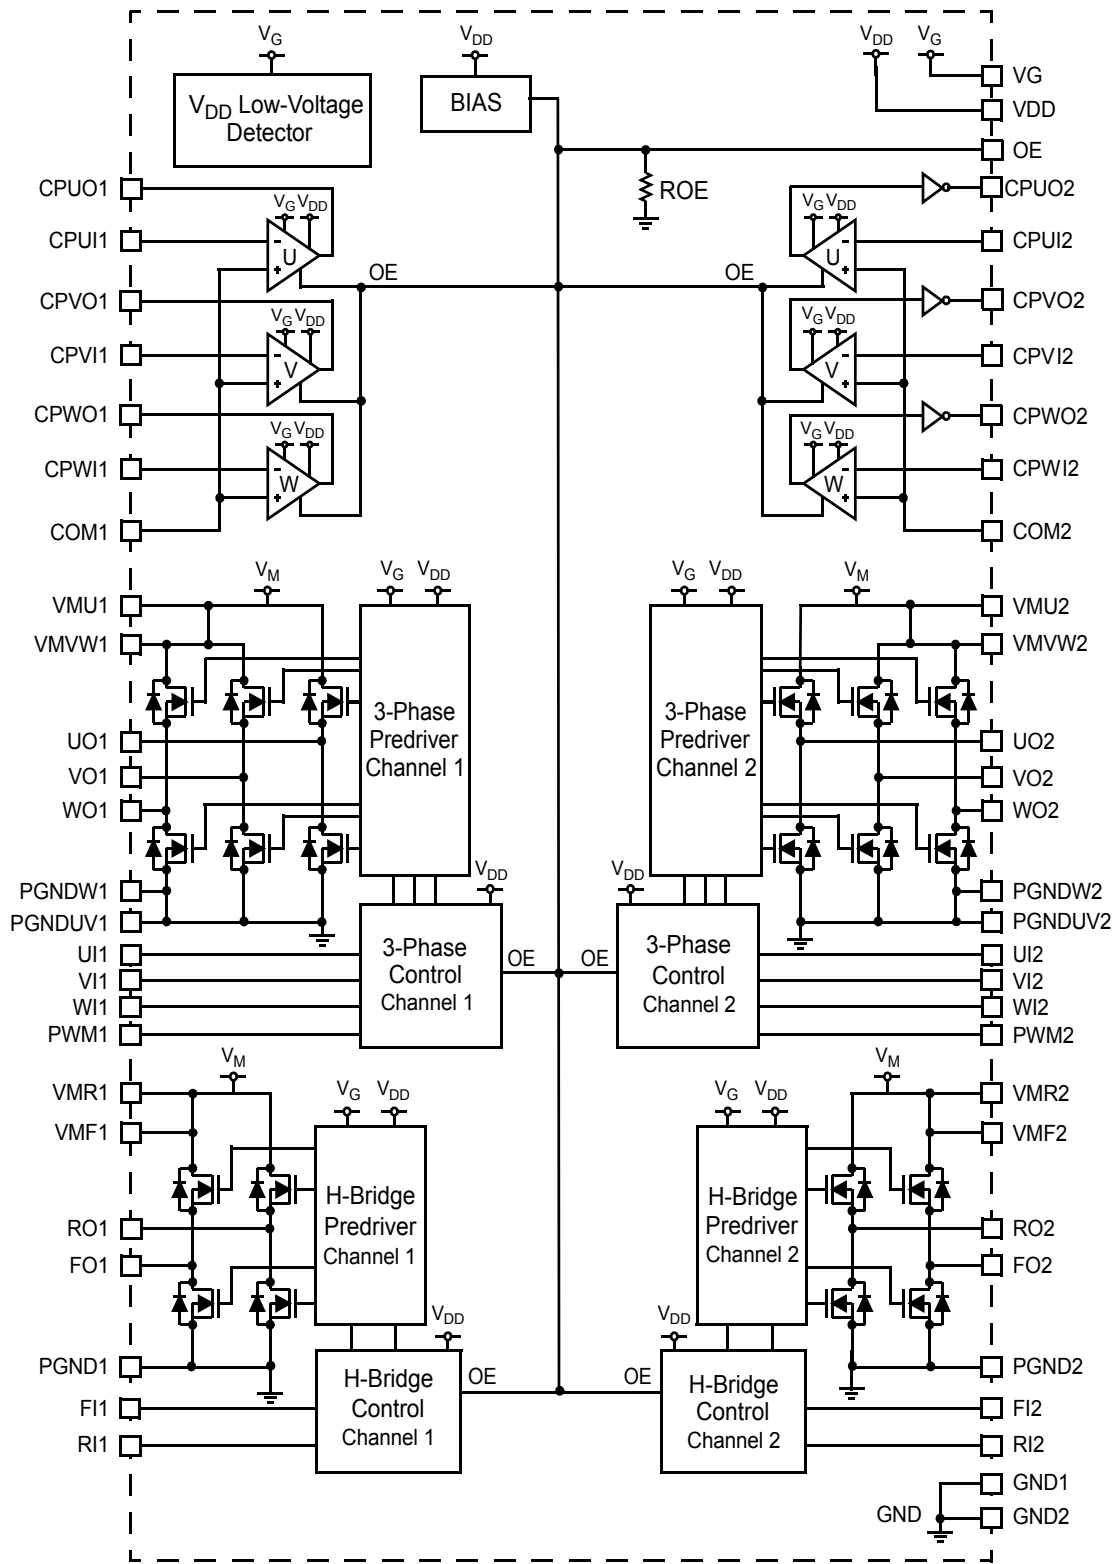 VG
VDD
VDD
VG
VG
VDD Low-Voltage
Detector
BIAS
VDD
OE
CPUO1
ROE
CPUO2
VG VDD
VG VDD
CPUI1
-
U
+
U
-
+
CPUI2
OE
OE
CPVO1
CPVO2
VG VDD
VG VDD
CPVI1
-
V
+
V
-
+
CPVI2
CPWO1
CPWO2
VG VDD
VG VDD
CPWI1
-
W
+
W
-
+
CPWI2
COM1
COM2
VM
VG
VDD
VG
VDD
VM
VMU1
VMU2
VMVW1
VMVW2
3-Phase
Predriver
Channel 1
3-Phase
Predriver
Channel 2
UO1
UO2
VO1
VO2
WO1
WO2
VDD
VDD
PGNDW1
PGNDW2
PGNDUV1
PGNDUV2
3-Phase
Control
Channel 1
OE
OE
3-Phase
Control
Channel 2
UI1
UI2
VI1
VI2
WI1
WI2
PWM1
PWM2
VM
VG
VDD
VG
VDD
VM
VMR1
VMR2
VMF1
VMF2
H-Bridge
Predriver
Channel 1
H-Bridge
Predriver
Channel 2
RO1
RO2
FO1
FO2
VDD
VDD
PGND1
PGND2
H-Bridge
Control
Channel 1
OE
OE
H-Bridge
Control
Channel 2
FI1
FI2
RI1
RI2
GND1
GND
GND2